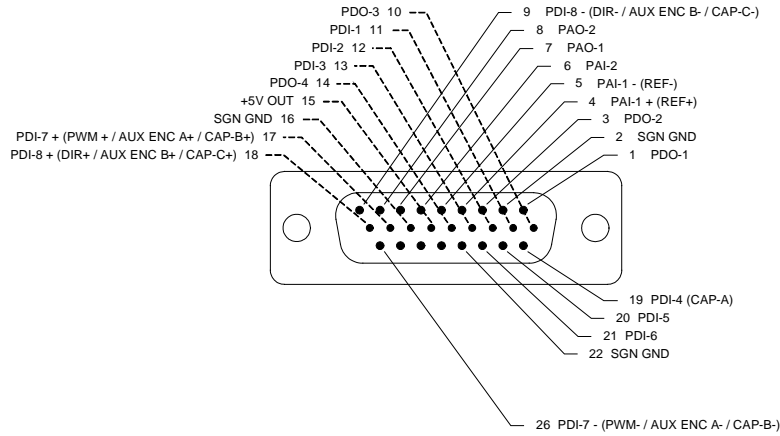 PDO-3 10
PDI-1 11
PDI-2 12
PDI-3 13
PDO-4 14
+5V OUT 15
SGN GND 16
PDI-7 + (PWM + / AUX ENC A+ / CAP-B+) 17
PDI-8 + (DIR+ / AUX ENC B+ / CAP-C+) 18
9 PDI-8 - (DIR- / AUX ENC B- / CAP-C-)
8 PAO-2
7 PAO-1
6 PAI-2
5 PAI-1 - (REF-)
4 PAI-1 + (REF+)
3 PDO-2
2 SGN GND
1 PDO-1
19 PDI-4 (CAP-A)
20 PDI-5
21 PDI-6
22 SGN GND
26 PDI-7 - (PWM- / AUX ENC A- / CAP-B-)